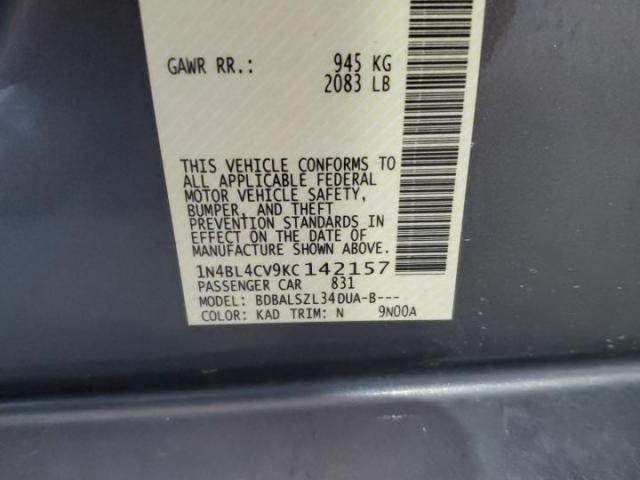 GAWR RR.: 945 KG
2083 LB
THIS VEHICLE CONFORMS TO
ALL APPLICABLE FEDERAL
MOTOR VEHICLE SAFETY,
BUMPER, AND THEFT
PREVENTION STANDARDS IN
EFFECT ON THE DATE OF
MANUFACTURE SHOWN ABOVE.
1N4BL4CV9KC142157
PASSENGER CAR 831
MODEL: BDBALSZL34DUA-B---
COLOR: KAD TRIM: N 9N00A